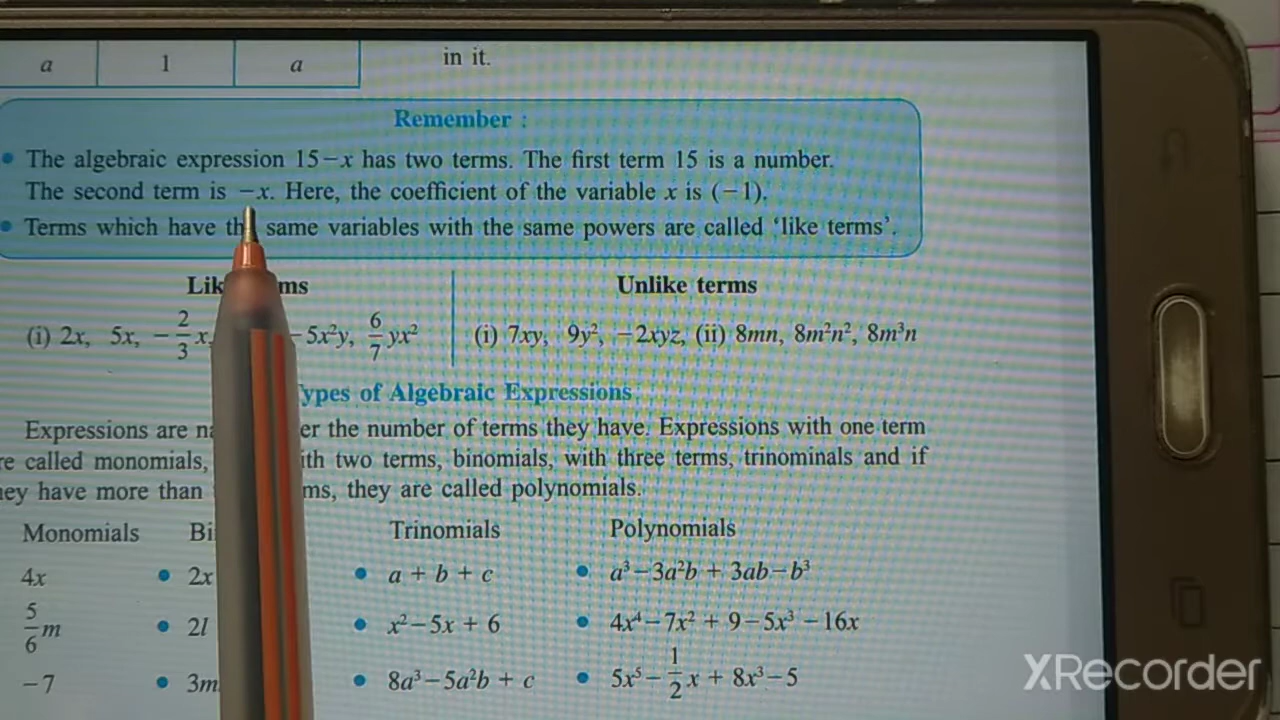 a 1 a in it.
Remember :
• The algebraic expression 15−x has two terms. The first term 15 is a number.
The second term is −x. Here, the coefficient of the variable x is (−1).
• Terms which have th same variables with the same powers are called ‘like terms’.
Lik ms Unlike terms
(i) 2x, 5x, −2/3 x, −5x²y, 6/7 yx² (i) 7xy, 9y², −2xyz, (ii) 8mn, 8m²n², 8m³n
ypes of Algebraic Expressions
Expressions are na er the number of terms they have. Expressions with one term
re called monomials, ith two terms, binomials, with three terms, trinominals and if
ey have more than ms, they are called polynomials.
Monomials Bi Trinomials Polynomials
4x • 2x • a + b + c • a³−3a²b + 3ab−b³
5/6 m • 2l • x²−5x + 6 • 4x⁴−7x² + 9−5x³ −16x
−7 • 3m • 8a³−5a²b + c • 5x⁵−1/2 x + 8x³−5
XRecorder